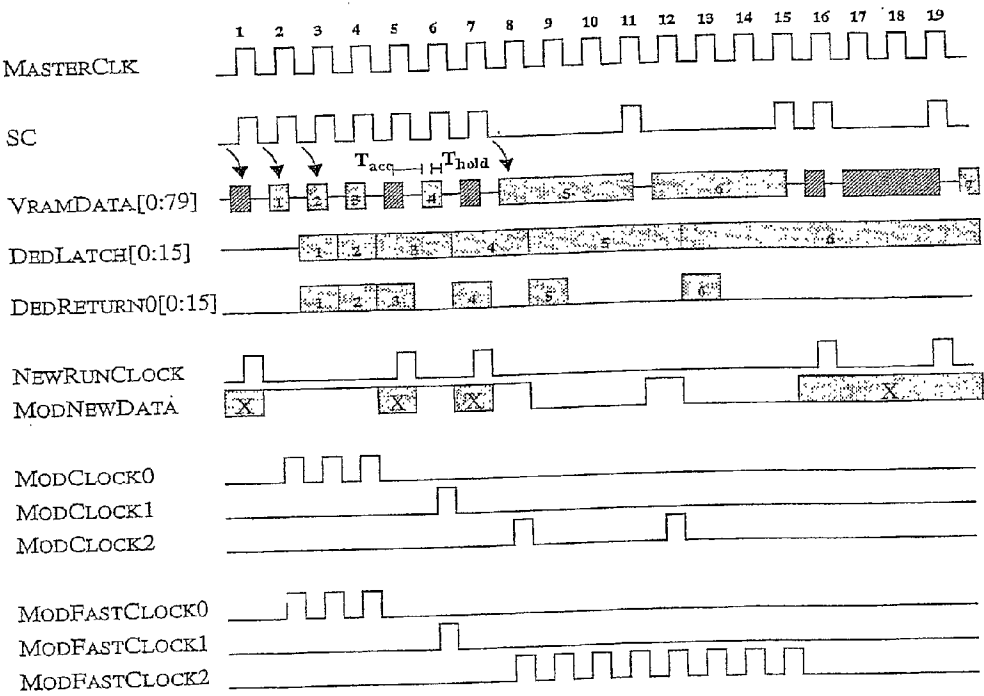 1 2 3 4 5 6 7 8 9 10 11 12 13 14 15 16 17 18 19
MASTERCLK
SC
Tacc Thold
VRAMDATA[0:79] 1 2 3 4 5 6 7
DEDLATCH[0:15] 1 2 3 4 5 6
DEDRETURN0[0:15] 1 2 3 4 5 6
NEWRUNCLOCK
MODNEWDATA X X X X
MODCLOCK0
MODCLOCK1
MODCLOCK2
MODFASTCLOCK0
MODFASTCLOCK1
MODFASTCLOCK2